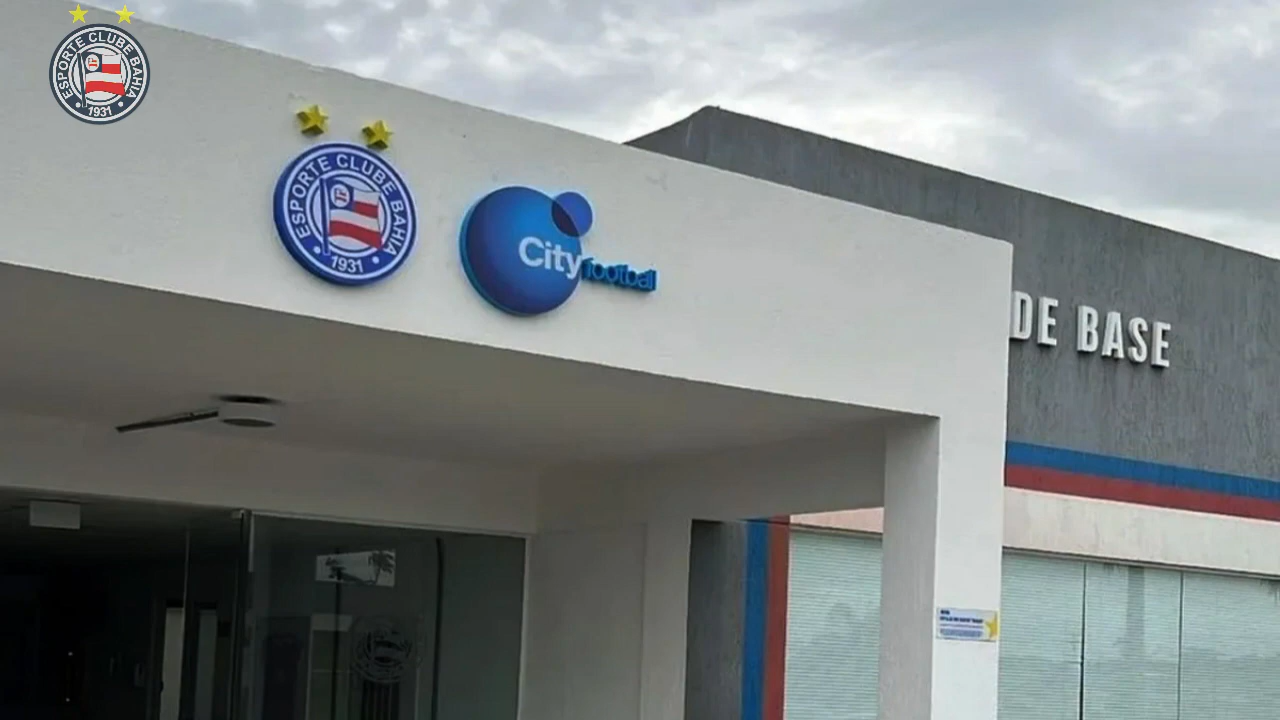 ESPORTE CLUBE BAHIA
1931
ESPORTE CLUBE BAHIA
1931
City football
DE BASE